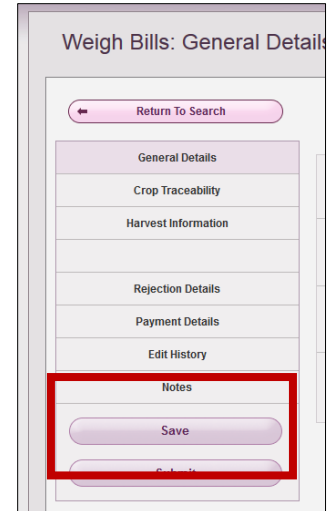 Weigh Bills: General Details
Return To Search
General Details
Crop Traceability
Harvest Information
Rejection Details
Payment Details
Edit History
Notes
Save
Submit